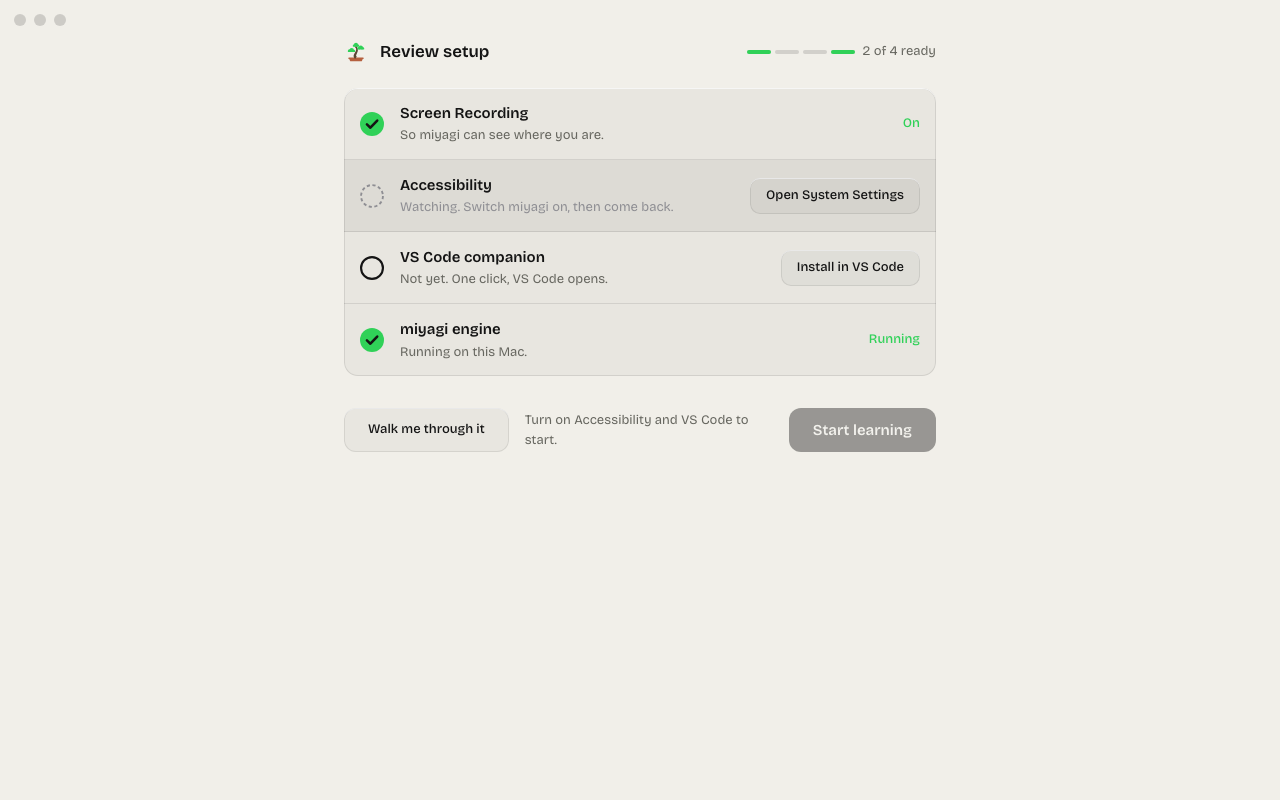 Review setup
2 of 4 ready
Screen Recording
So miyagi can see where you are.
On
Accessibility
Watching. Switch miyagi on, then come back.
Open System Settings
VS Code companion
Not yet. One click, VS Code opens.
Install in VS Code
miyagi engine
Running on this Mac.
Running
Walk me through it
Turn on Accessibility and VS Code to
start.
Start learning